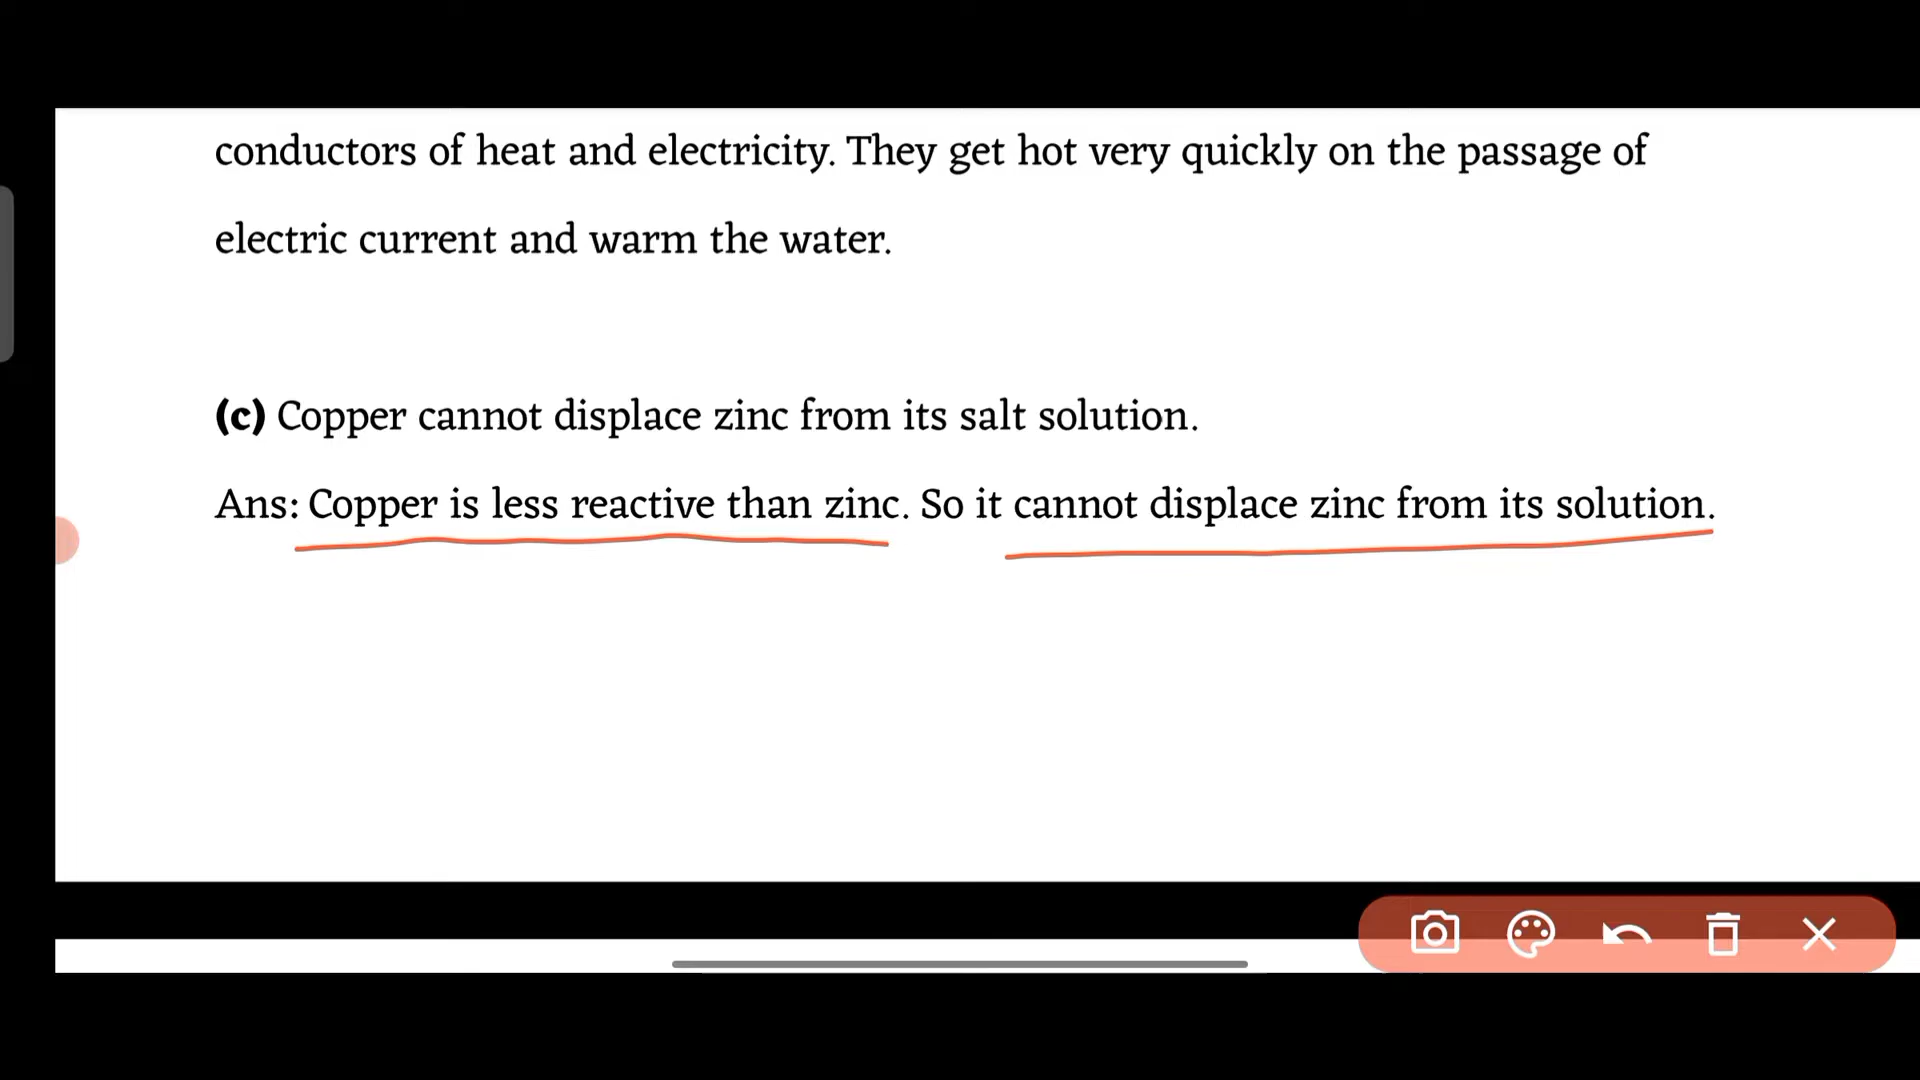 conductors of heat and electricity. They get hot very quickly on the passage of
electric current and warm the water.
(c) Copper cannot displace zinc from its salt solution.
Ans: Copper is less reactive than zinc. So it cannot displace zinc from its solution.